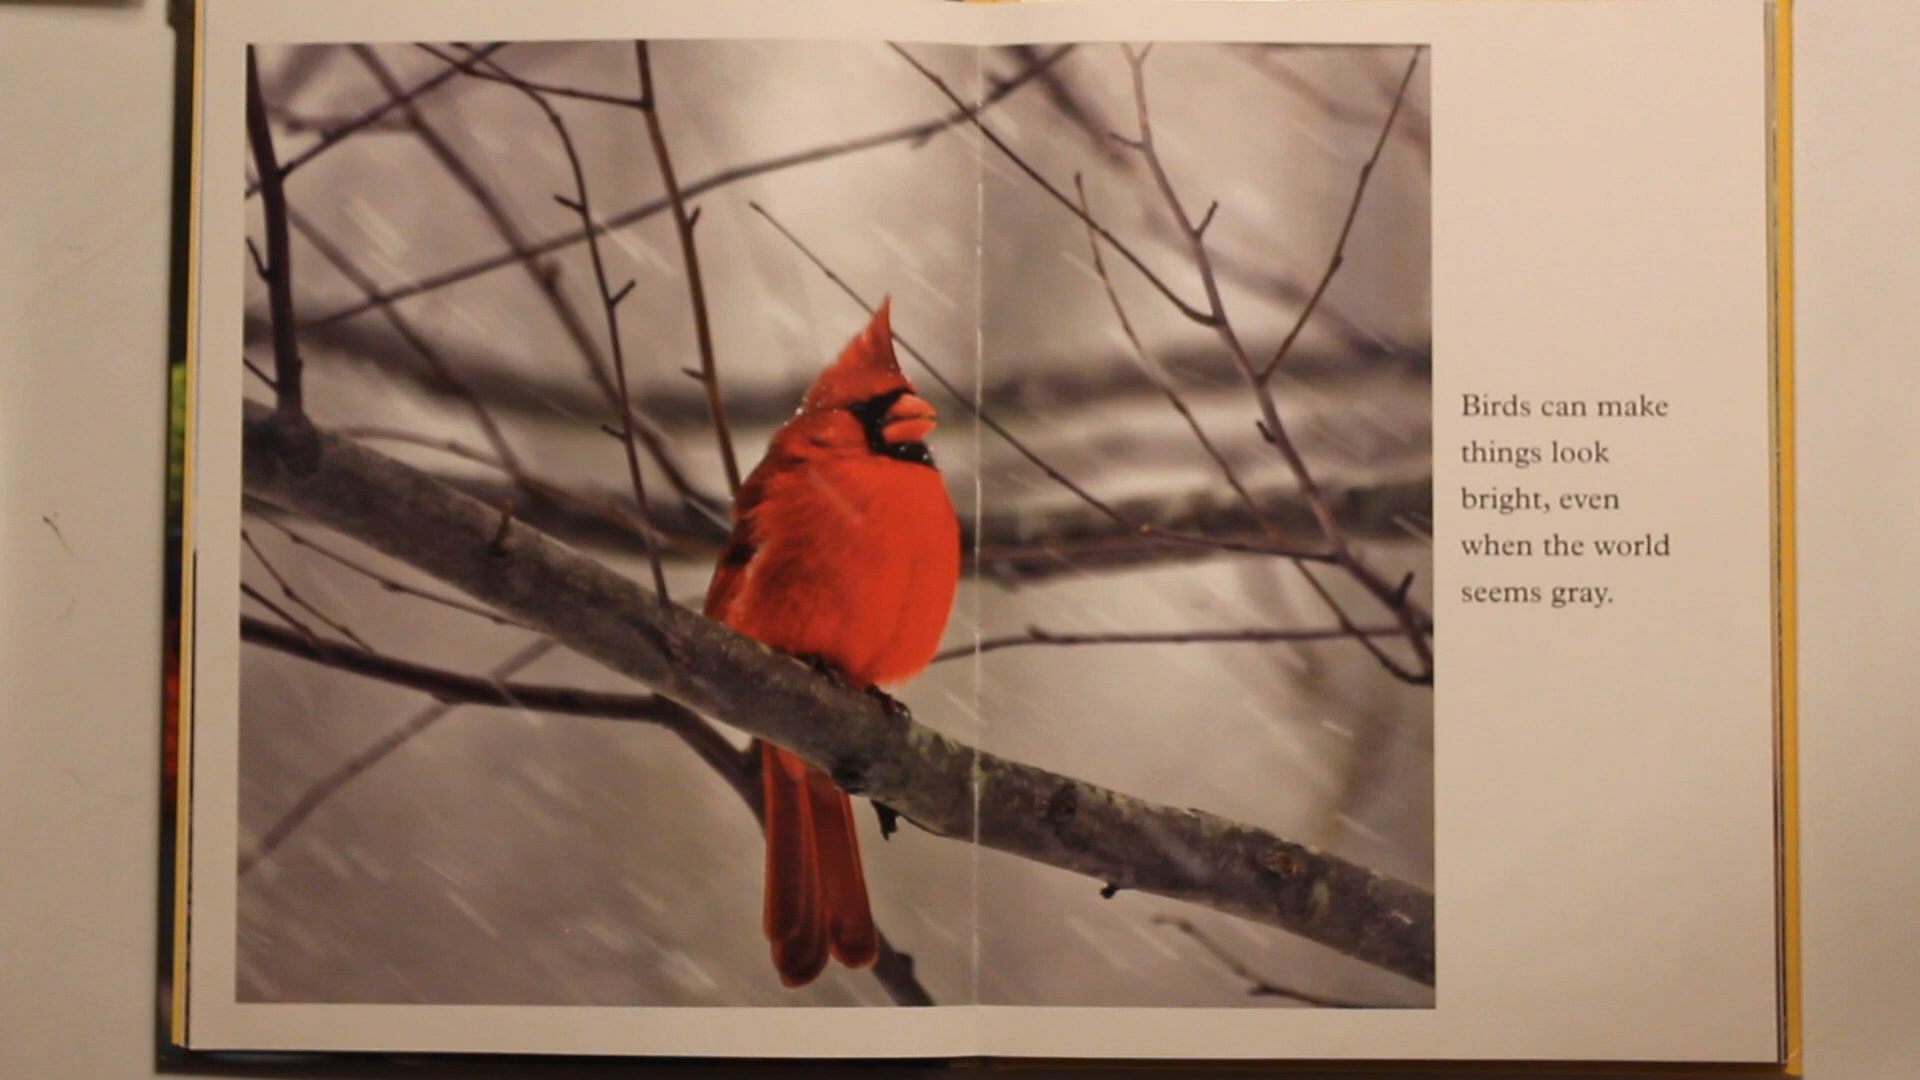 Birds can make
things look
bright, even
when the world
seems gray.